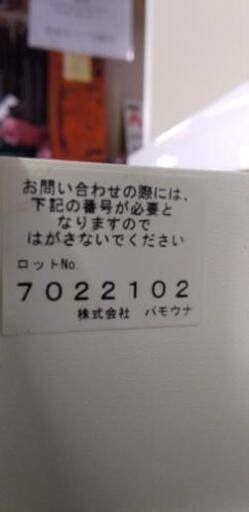 お問い合わせの際には、
下記の番号が必要と
なりますので
はがさないでください
ロットNo.
7022102
株式会社 パモウナ